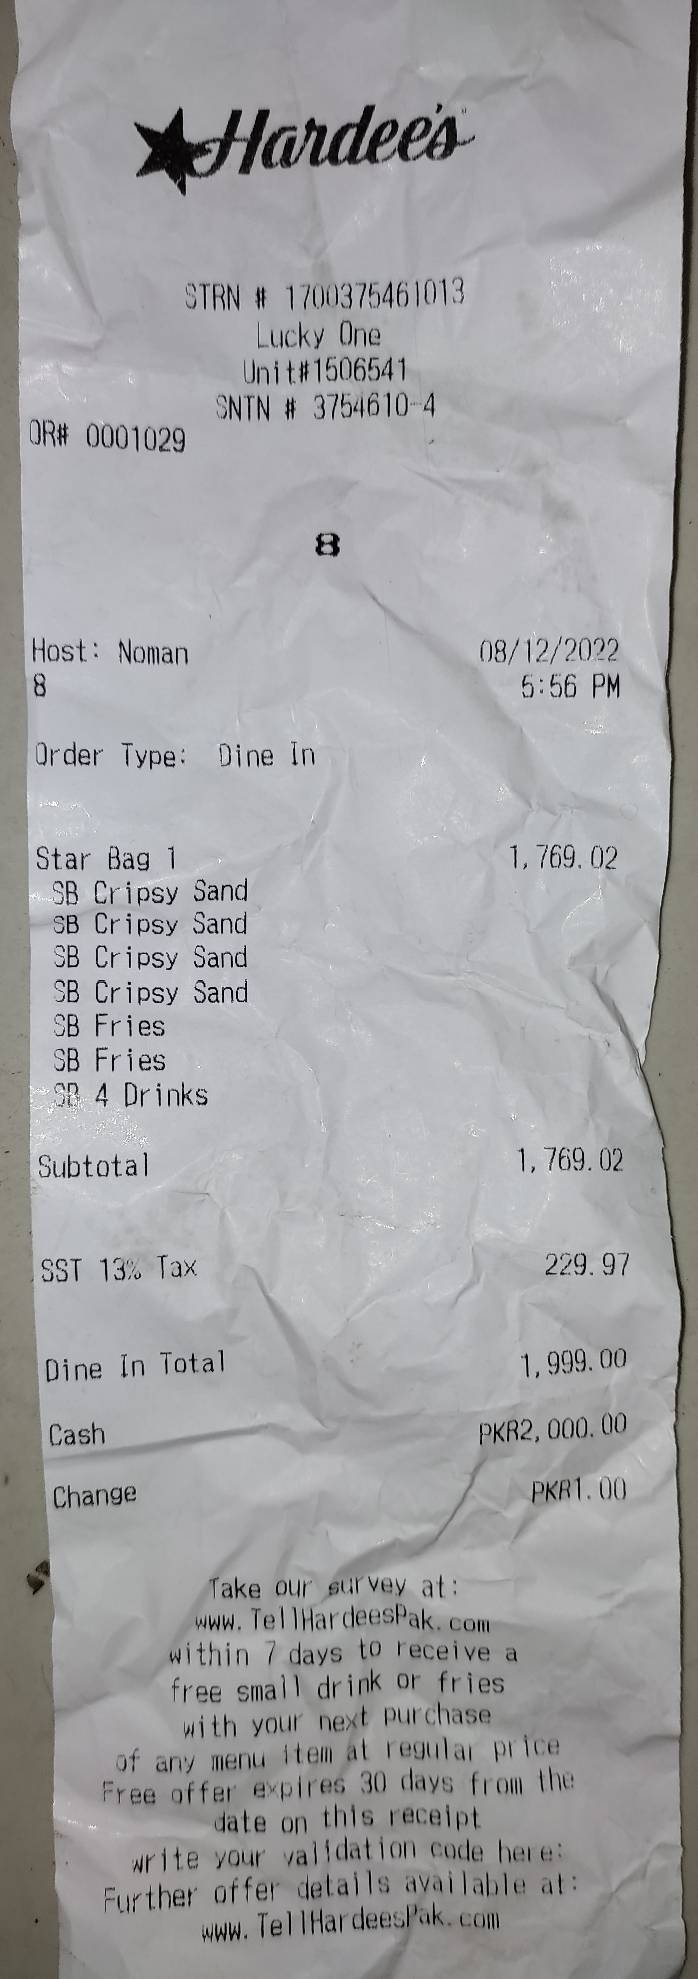 Hardee's
STRN # 1700375461013
Lucky One
Unit#1506541
SNTN # 3754610-4
OR# 0001029
8
Host: Noman 08/12/2022
8 5:56 PM
Order Type: Dine In
Star Bag 1 1,769.02
SB Cripsy Sand
SB Cripsy Sand
SB Cripsy Sand
SB Cripsy Sand
SB Fries
SB Fries
SB 4 Drinks
Subtotal 1,769.02
SST 13% Tax 229.97
Dine In Total 1,999.00
Cash PKR2,000.00
Change PKR1.00
Take our survey at:
www.TellHardeesPak.com
within 7 days to receive a
free small drink or fries
with your next purchase
of any menu item at regular price
Free offer expires 30 days from the
date on this receipt
write your validation code here:
Further offer details available at:
www.TellHardeesPak.com